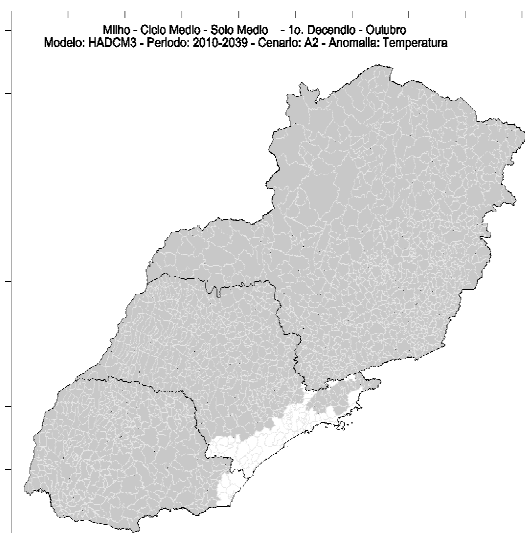 Milho - Ciclo Medio - Solo Medio - 1o. Decendio - Outubro
Modelo: HADCM3 - Periodo: 2010-2039 - Cenario: A2 - Anomalia: Temperatura